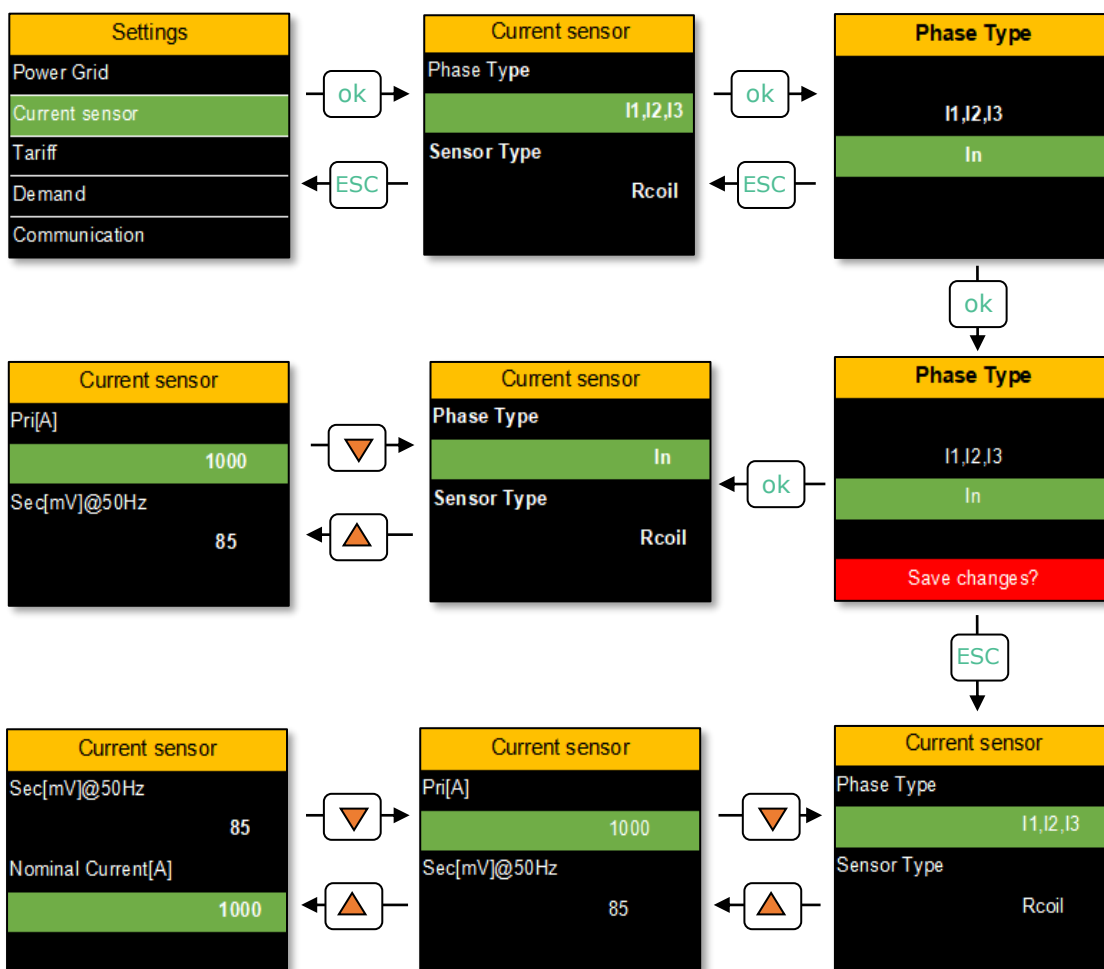 Settings
Power Grid
Current sensor
Tariff
Demand
Communication
ok
ESC
Current sensor
Phase Type
I1,I2,I3
Sensor Type
Rcoil
ok
ESC
Phase Type
I1,I2,I3
In
ok
Current sensor
Pri[A]
1000
Sec[mV]@50Hz
85
Current sensor
Phase Type
In
Sensor Type
Rcoil
ok
Phase Type
I1,I2,I3
In
Save changes?
ESC
Current sensor
Sec[mV]@50Hz
85
Nominal Current[A]
1000
Current sensor
Pri[A]
1000
Sec[mV]@50Hz
85
Current sensor
Phase Type
I1,I2,I3
Sensor Type
Rcoil